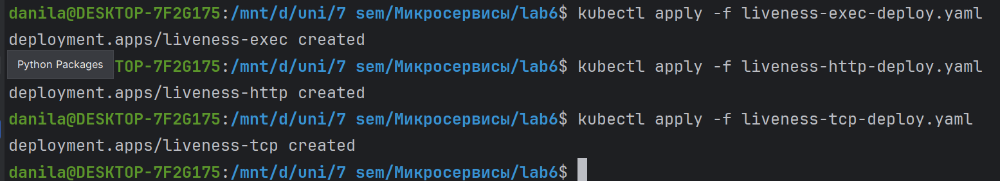 danila@DESKTOP-7F2G175:/mnt/d/uni/7 sem/Микросервисы/lab6$ kubectl apply -f liveness-exec-deploy.yaml
deployment.apps/liveness-exec created
Python Packages TOP-7F2G175:/mnt/d/uni/7 sem/Микросервисы/lab6$ kubectl apply -f liveness-http-deploy.yaml
deployment.apps/liveness-http created
danila@DESKTOP-7F2G175:/mnt/d/uni/7 sem/Микросервисы/lab6$ kubectl apply -f liveness-tcp-deploy.yaml
deployment.apps/liveness-tcp created
danila@DESKTOP-7F2G175:/mnt/d/uni/7 sem/Микросервисы/lab6$